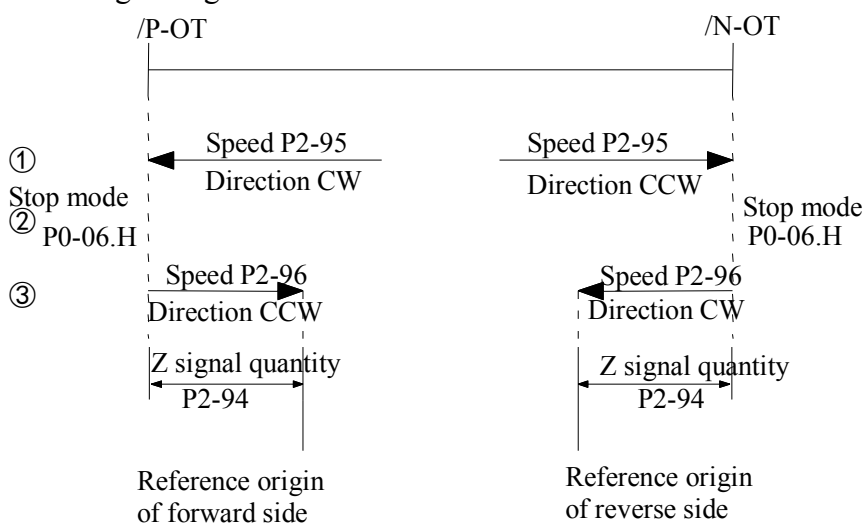 /P-OT
/N-OT
① Speed P2-95 Speed P2-95
Direction CW Direction CCW
Stop mode
② P0-06.H
Stop mode
P0-06.H
③ Speed P2-96 Speed P2-96
Direction CCW Direction CW
Z signal quantity Z signal quantity
P2-94 P2-94
Reference origin
of forward side
Reference origin
of reverse side